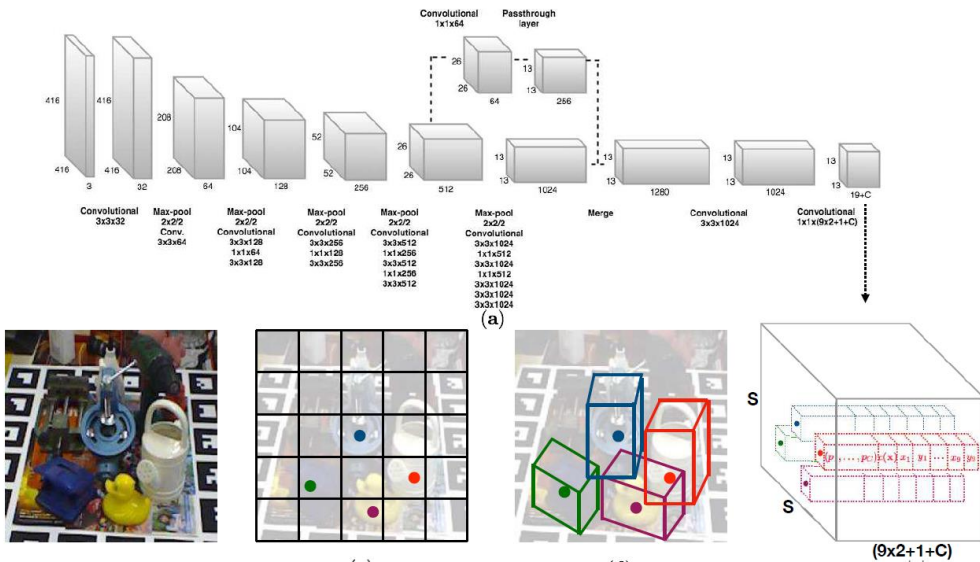 Convolutional
1x1x64
Passthrough
layer
26
26
64
13
13
256
416
416
3
416
416
32
208
208
64
104
104
128
52
52
256
26
26
512
13
13
1024
13
13
1280
13
13
1024
13
13
19+C
Convolutional
3x3x32
Max-pool
2x2/2
Conv.
3x3x64
Max-pool
2x2/2
Convolutional
3x3x128
1x1x64
3x3x128
Max-pool
2x2/2
Convolutional
3x3x256
1x1x128
3x3x256
Max-pool
2x2/2
Convolutional
3x3x512
1x1x256
3x3x512
1x1x256
3x3x512
Max-pool
2x2/2
Convolutional
3x3x1024
1x1x512
3x3x1024
1x1x512
3x3x1024
3x3x1024
3x3x1024
Merge
Convolutional
3x3x1024
Convolutional
1x1x(9x2+1+C)
(a)
S
S
(9x2+1+C)